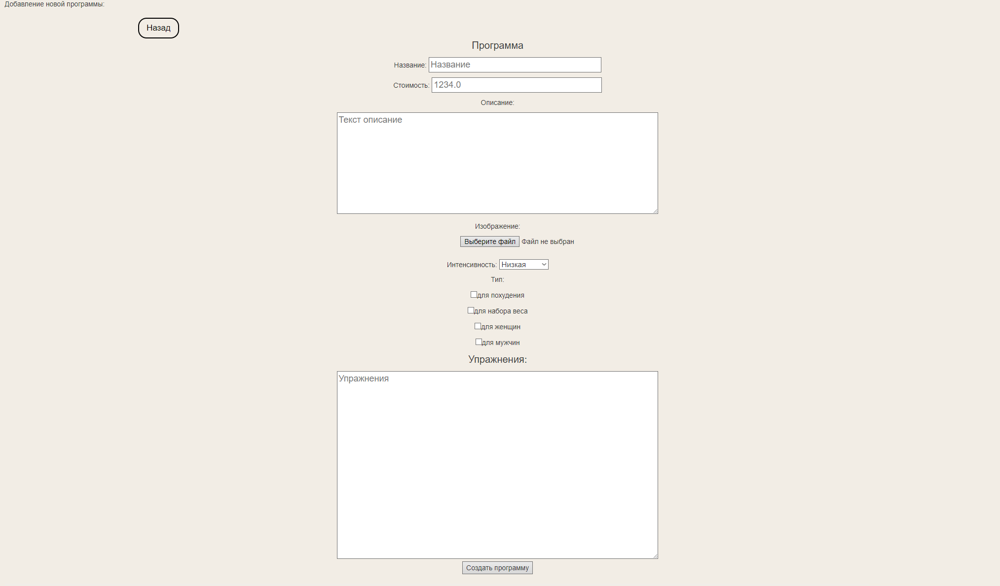 Добавление новой программы:
Назад
Программа
Название: Название
Стоимость: 1234.0
Описание:
Текст описание
Изображение:
Выберите файл Файл не выбран
Интенсивность: Низкая
Тип:
для похудения
для набора веса
для женщин
для мужчин
Упражнения:
Упражнения
Создать программу